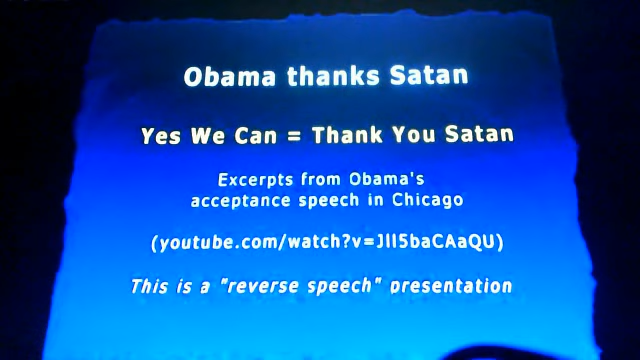 Obama thanks Satan
Yes We Can = Thank You Satan
Excerpts from Obama's
acceptance speech in Chicago
(youtube.com/watch?v=JII5baCAaQU)
This is a "reverse speech" presentation